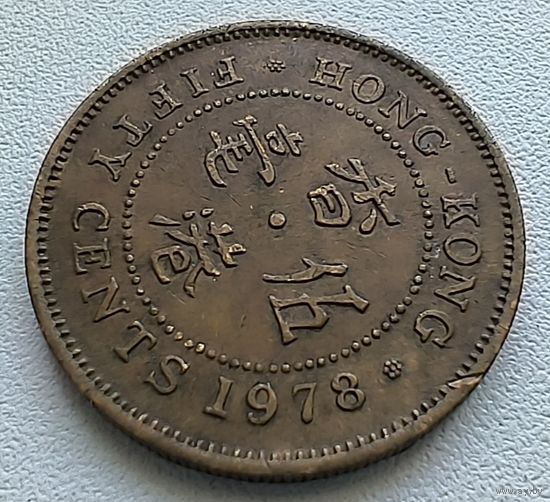 HONG-KONG
FIFTY CENTS 1978
香港
伍毫